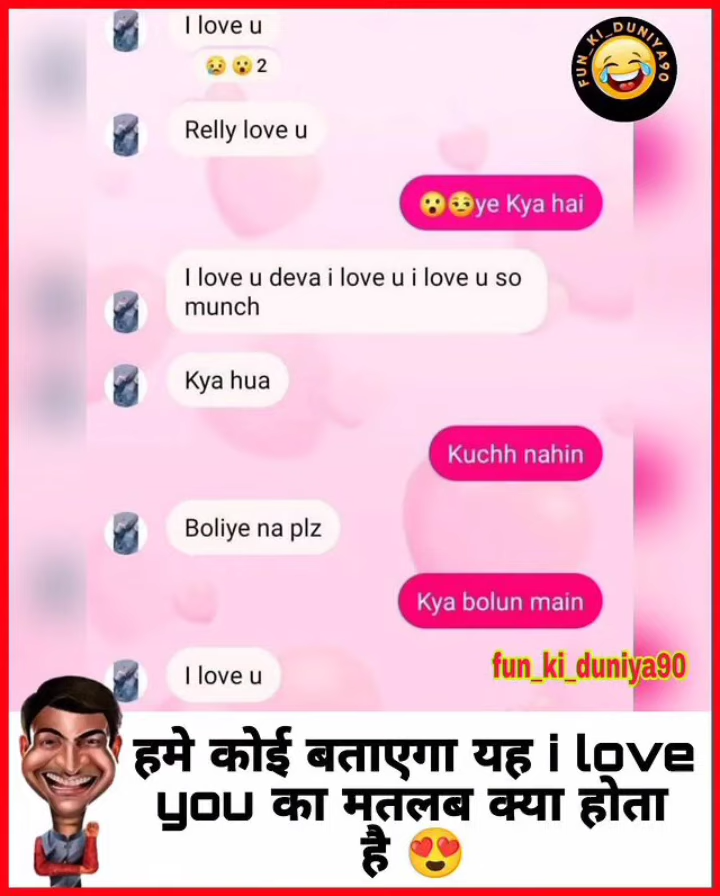 I love u
FUN_KI_DUNIYA90
😢😮 2
Relly love u
😮😒ye Kya hai
I love u deva i love u i love u so
munch
Kya hua
Kuchh nahin
Boliye na plz
Kya bolun main
I love u
fun_ki_duniya90
हमे कोई बताएगा यह i love
you का मतलब क्या होता
है 😍